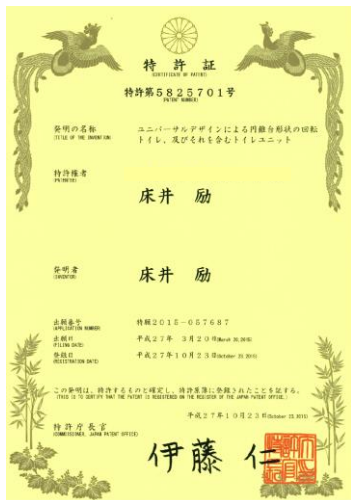 特許証
(CERTIFICATE OF PATENT)
特許第5825701号
(PATENT NUMBER)
発明の名称
(TITLE OF THE INVENTION)
ユニバーサルデザインによる円錐台形状の回転
トイレ、及びそれを含むトイレユニット
特許権者
(PATENTEE)
床井 励
発明者
(INVENTOR)
床井 励
出願番号
(APPLICATION NUMBER)
特願2015-057687
出願日
(FILING DATE)
平成27年 3月20日(March 20,2015)
登録日
(REGISTRATION DATE)
平成27年10月23日(October 23,2015)
この発明は、特許するものと確定し、特許原簿に登録されたことを証する。
(THIS IS TO CERTIFY THAT THE PATENT IS REGISTERED ON THE REGISTER OF THE JAPAN PATENT OFFICE.)
平成27年10月23日(October 23,2015)
特許庁長官
(COMMISSIONER, JAPAN PATENT OFFICE)
伊藤 仁